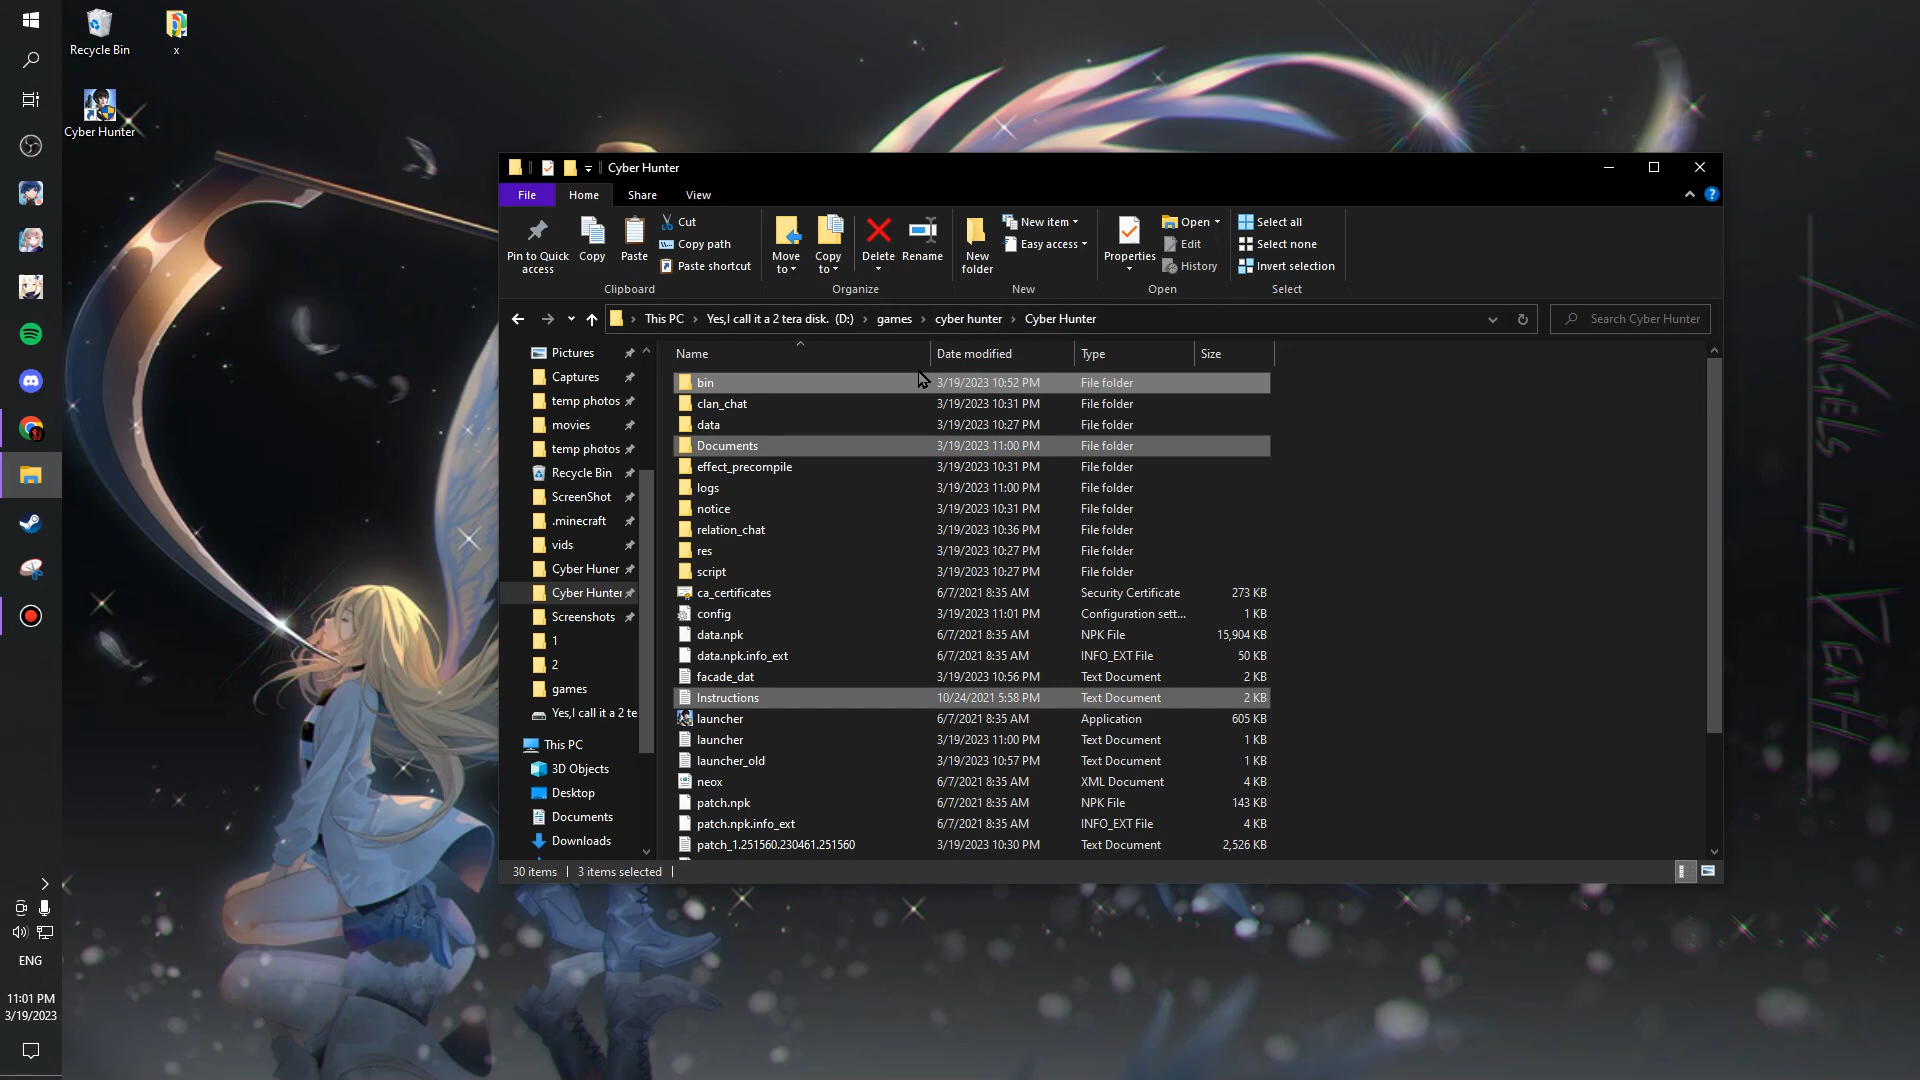 Recycle Bin
x
Cyber Hunter
Cyber Hunter
File
Home
Share
View
Pin to Quick access
Copy
Paste
Cut
Copy path
Paste shortcut
Clipboard
Move to
Copy to
Delete
Rename
Organize
New folder
New item
Easy access
New
Properties
Open
Edit
History
Open
Select all
Select none
Invert selection
Select
This PC > Yes,I call it a 2 tera disk. (D:) > games > cyber hunter > Cyber Hunter
Search Cyber Hunter
Pictures
Captures
temp photos
movies
temp photos
Recycle Bin
ScreenShot
.minecraft
vids
Cyber Huner
Cyber Hunter
Screenshots
1
2
games
Yes,I call it a 2 te
This PC
3D Objects
Desktop
Documents
Downloads
Name Date modified Type Size
bin 3/19/2023 10:52 PM File folder
clan_chat 3/19/2023 10:31 PM File folder
data 3/19/2023 10:27 PM File folder
Documents 3/19/2023 11:00 PM File folder
effect_precompile 3/19/2023 10:31 PM File folder
logs 3/19/2023 11:00 PM File folder
notice 3/19/2023 10:31 PM File folder
relation_chat 3/19/2023 10:36 PM File folder
res 3/19/2023 10:27 PM File folder
script 3/19/2023 10:27 PM File folder
ca_certificates 6/7/2021 8:35 AM Security Certificate 273 KB
config 3/19/2023 11:01 PM Configuration sett... 1 KB
data.npk 6/7/2021 8:35 AM NPK File 15,904 KB
data.npk.info_ext 6/7/2021 8:35 AM INFO_EXT File 50 KB
facade_dat 3/19/2023 10:56 PM Text Document 2 KB
Instructions 10/24/2021 5:58 PM Text Document 2 KB
launcher 6/7/2021 8:35 AM Application 605 KB
launcher 3/19/2023 11:00 PM Text Document 1 KB
launcher_old 3/19/2023 10:57 PM Text Document 1 KB
neox 6/7/2021 8:35 AM XML Document 4 KB
patch.npk 6/7/2021 8:35 AM NPK File 143 KB
patch.npk.info_ext 6/7/2021 8:35 AM INFO_EXT File 4 KB
patch_1.251560.230461.251560 3/19/2023 10:30 PM Text Document 2,526 KB
30 items
3 items selected
ANGELS OF DEATH
ENG
11:01 PM
3/19/2023